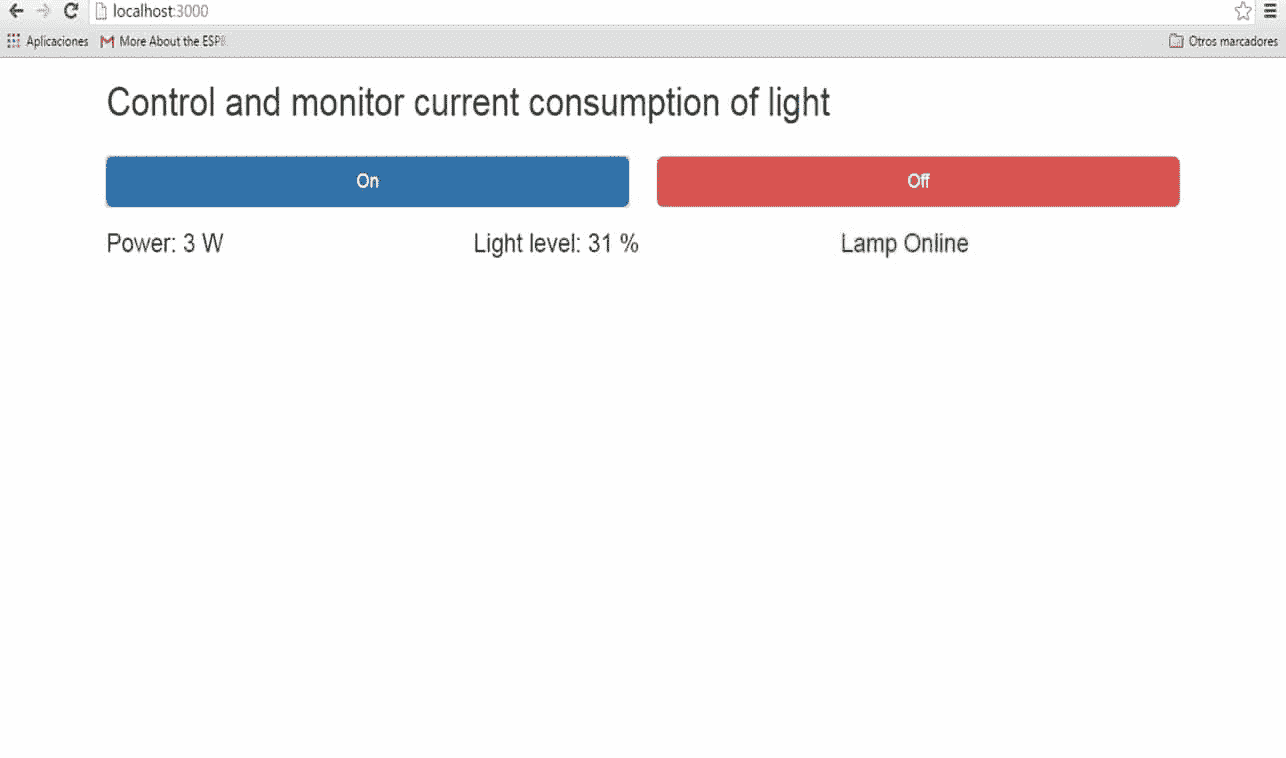 localhost:3000
Aplicaciones More About the ESP8 Otros marcadores
Control and monitor current consumption of light
On Off
Power: 3 W Light level: 31 % Lamp Online